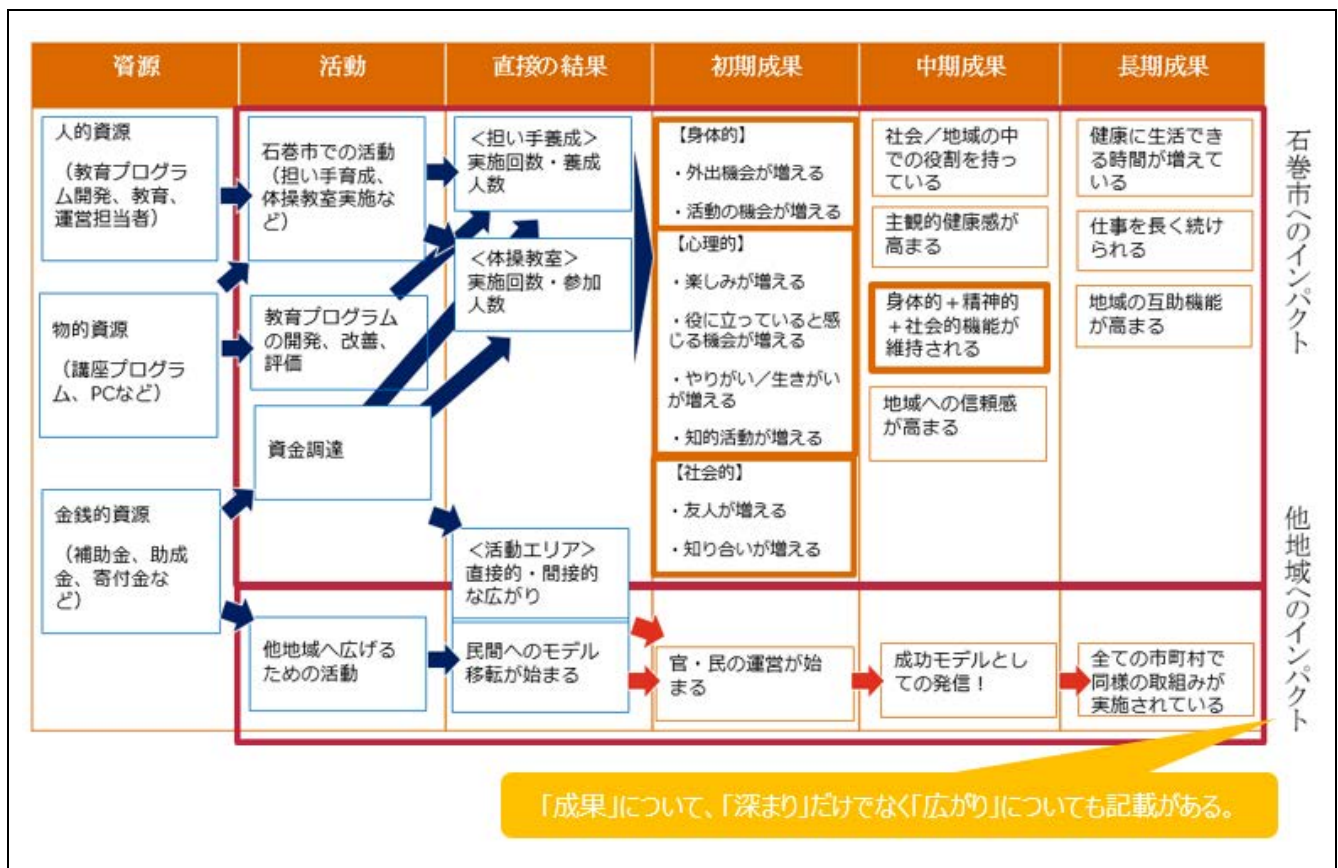 資源
活動
直接の結果
初期成果
中期成果
長期成果
人的資源
（教育プログラ
ム開発、教育、
運営担当者）
物的資源
（講座プログラ
ム、PCなど）
金銭的資源
（補助金、助成
金、寄付金な
ど）
石巻市での活動
（担い手育成、
体操教室実施な
ど）
教育プログラム
の開発、改善、
評価
資金調達
他地域へ広げる
ための活動
＜担い手養成＞
実施回数・養成
人数
＜体操教室＞
実施回数・参加
人数
＜活動エリア＞
直接的・間接的
な広がり
民間へのモデル
移転が始まる
【身体的】
・外出機会が増える
・活動の機会が増える
【心理的】
・楽しみが増える
・役に立っていると感
じる機会が増える
・やりがい／生きがい
が増える
・知的活動が増える
【社会的】
・友人が増える
・知り合いが増える
官・民の運営が始
まる
社会／地域の中
での役割を持っ
ている
主観的健康感が
高まる
身体的＋精神的
＋社会的機能が
維持される
地域への信頼感
が高まる
成功モデルとし
ての発信！
健康に生活でき
る時間が増えて
いる
仕事を長く続け
られる
地域の互助機能
が高まる
全ての市町村で
同様の取組みが
実施されている
石巻市へのインパクト
他地域へのインパクト
「成果」について、「深まり」だけでなく「広がり」についても記載がある。